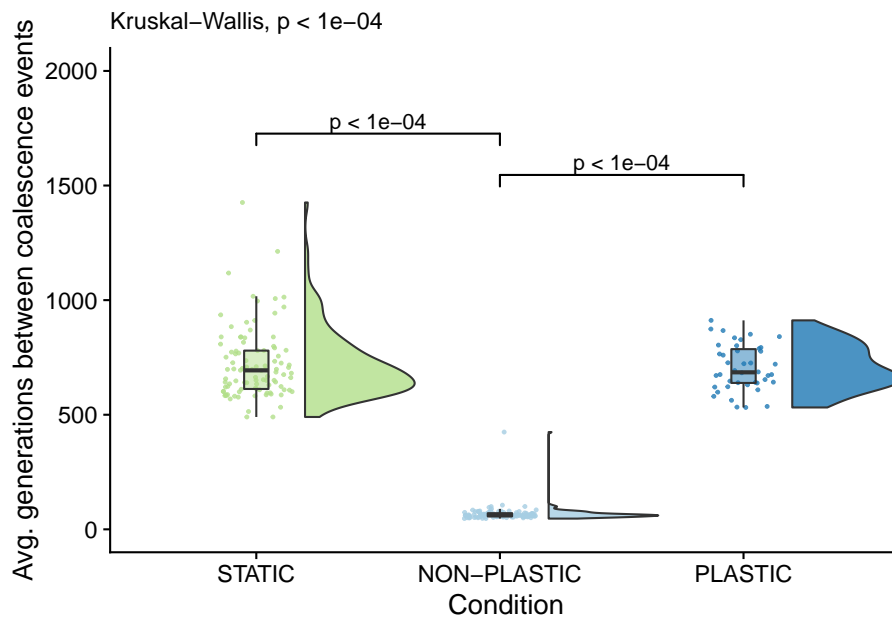 Kruskal−Wallis, p < 1e−04
Avg. generations between coalescence events
2000
1500
1000
500
0
p < 1e−04
p < 1e−04
STATIC
NON−PLASTIC
PLASTIC
Condition